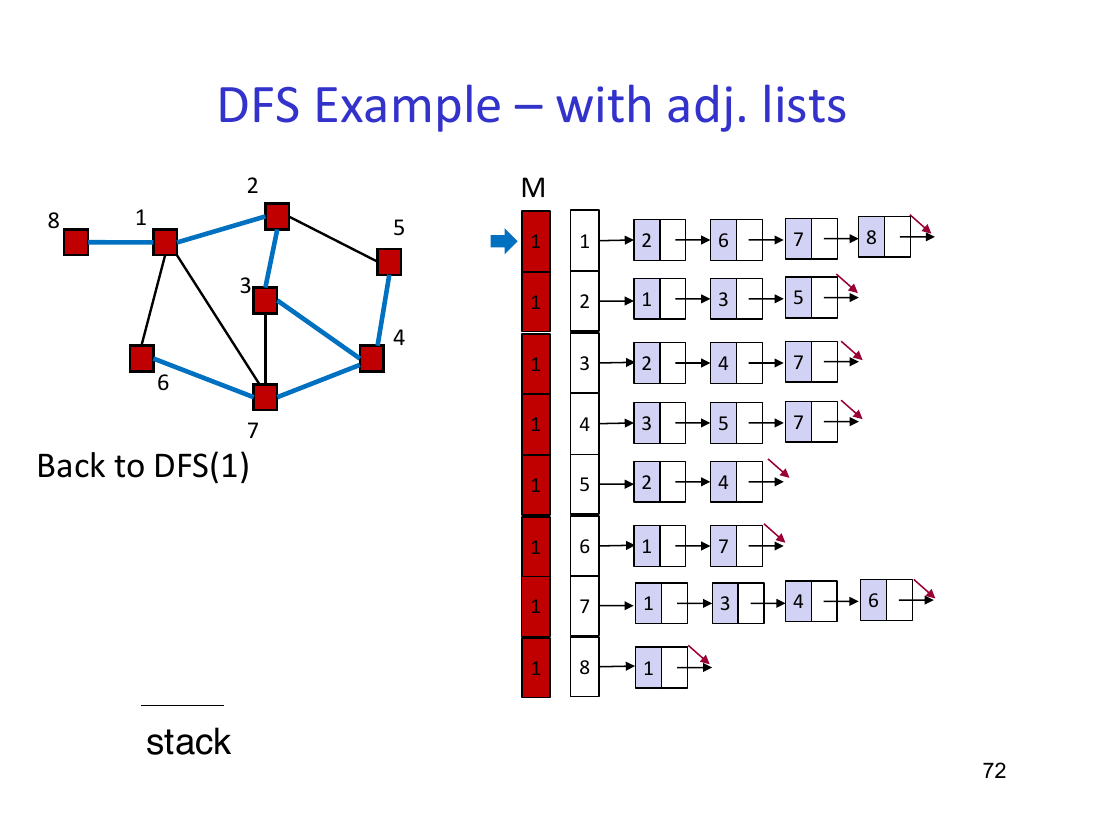 DFS Example – with adj. lists
2
8
1
5
3
4
6
7
Back to DFS(1)
stack
M
1 1 2 6 7 8
1 2 1 3 5
1 3 2 4 7
1 4 3 5 7
1 5 2 4
1 6 1 7
1 7 1 3 4 6
1 8 1
72